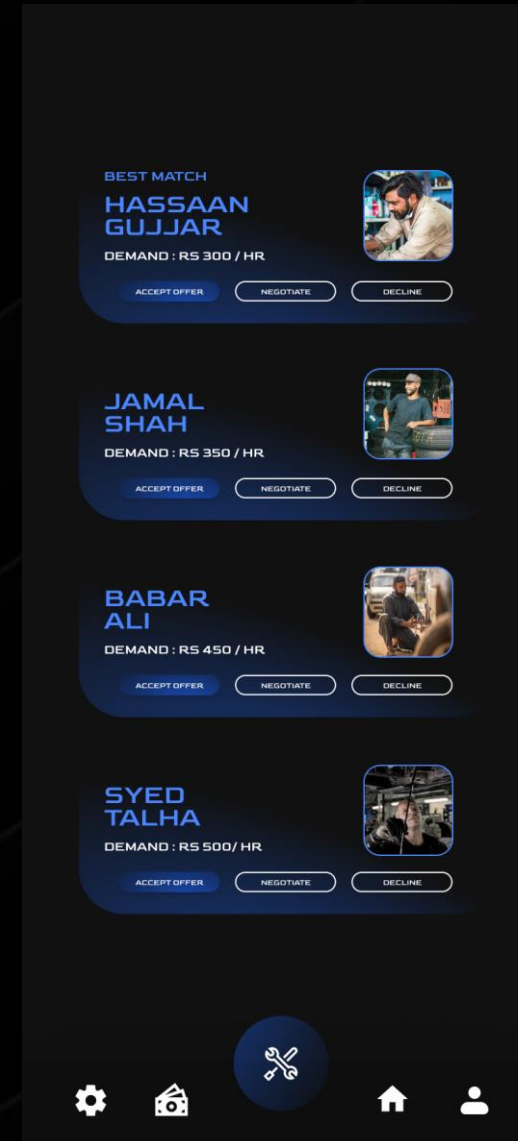 BEST MATCH
HASSAAN
GUJJAR
DEMAND : RS 300 / HR
ACCEPT OFFER NEGOTIATE DECLINE
JAMAL
SHAH
DEMAND : RS 350 / HR
ACCEPT OFFER NEGOTIATE DECLINE
BABAR
ALI
DEMAND : RS 450 / HR
ACCEPT OFFER NEGOTIATE DECLINE
SYED
TALHA
DEMAND : RS 500/ HR
ACCEPT OFFER NEGOTIATE DECLINE